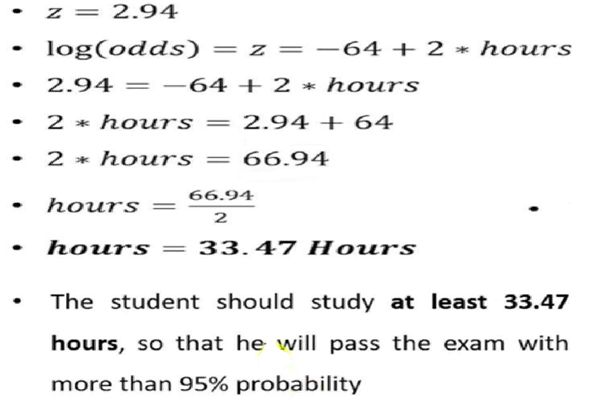 • z = 2.94
• log(odds) = z = −64 + 2 * hours
• 2.94 = −64 + 2 * hours
• 2 * hours = 2.94 + 64
• 2 * hours = 66.94
• hours = 66.94/2
• hours = 33.47 Hours
• The student should study at least 33.47
hours, so that he will pass the exam with
more than 95% probability